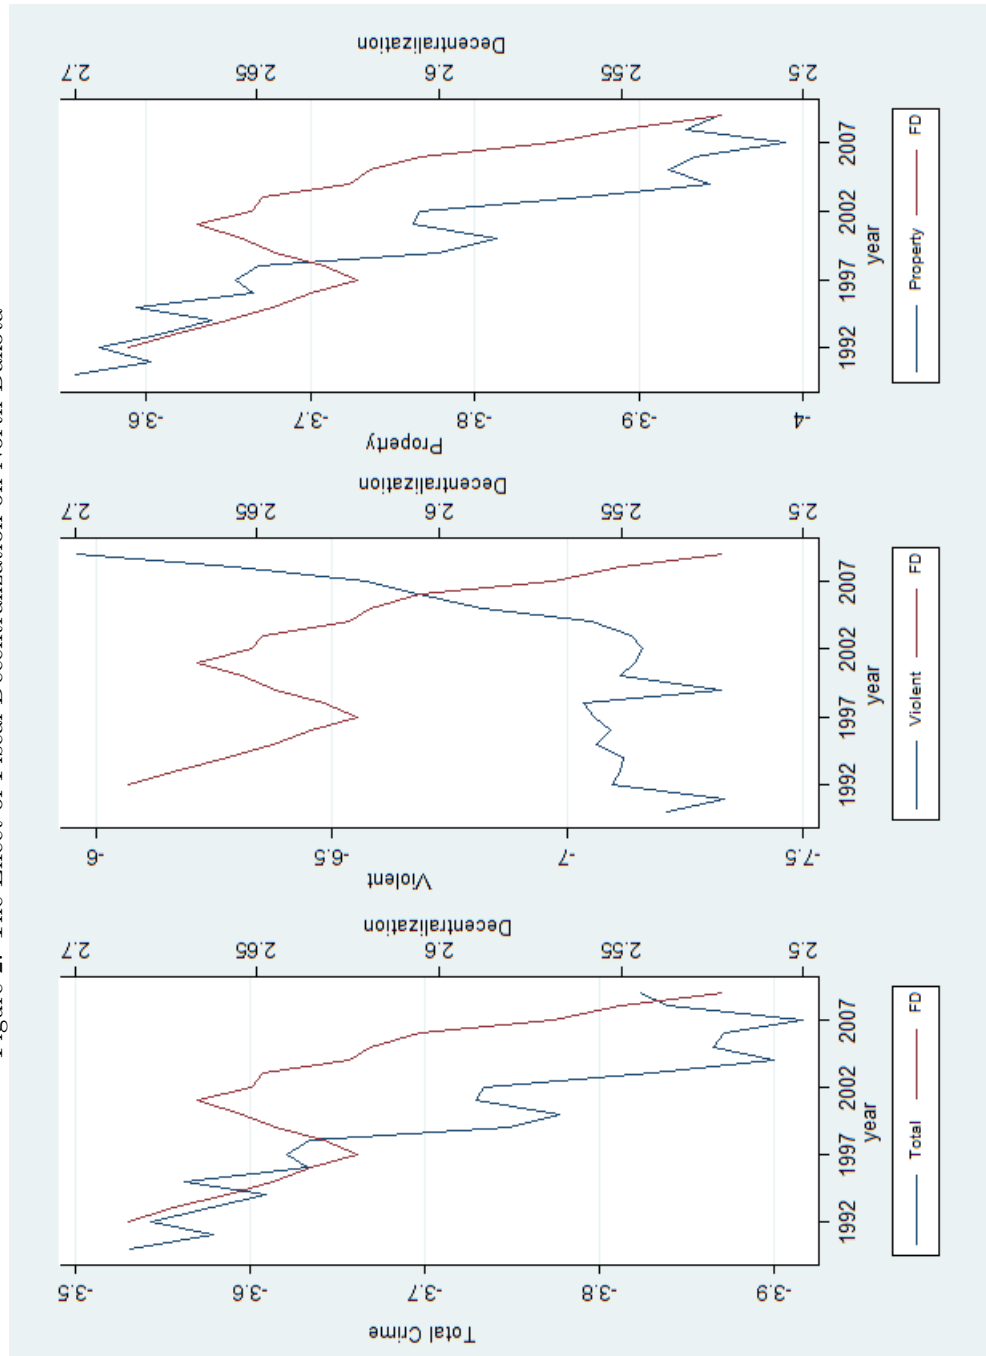 Figure 2: The Effect of Fiscal Decentralization on North Dakota
Total Crime
-3.5
-3.6
-3.7
-3.8
-3.9
Decentralization
2.7
2.65
2.6
2.55
2.5
1992 1997 2002 2007
year
Total FD
Violent
-6
-6.5
-7
-7.5
Decentralization
2.7
2.65
2.6
2.55
2.5
1992 1997 2002 2007
year
Violent FD
Property
-3.6
-3.7
-3.8
-3.9
-4
Decentralization
2.7
2.65
2.6
2.55
2.5
1992 1997 2002 2007
year
Property FD